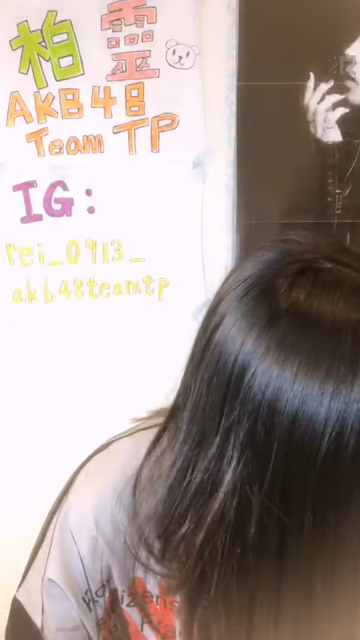 柏靈
AKB48
Team TP
IG:
rei_0913_
akb48teamtp